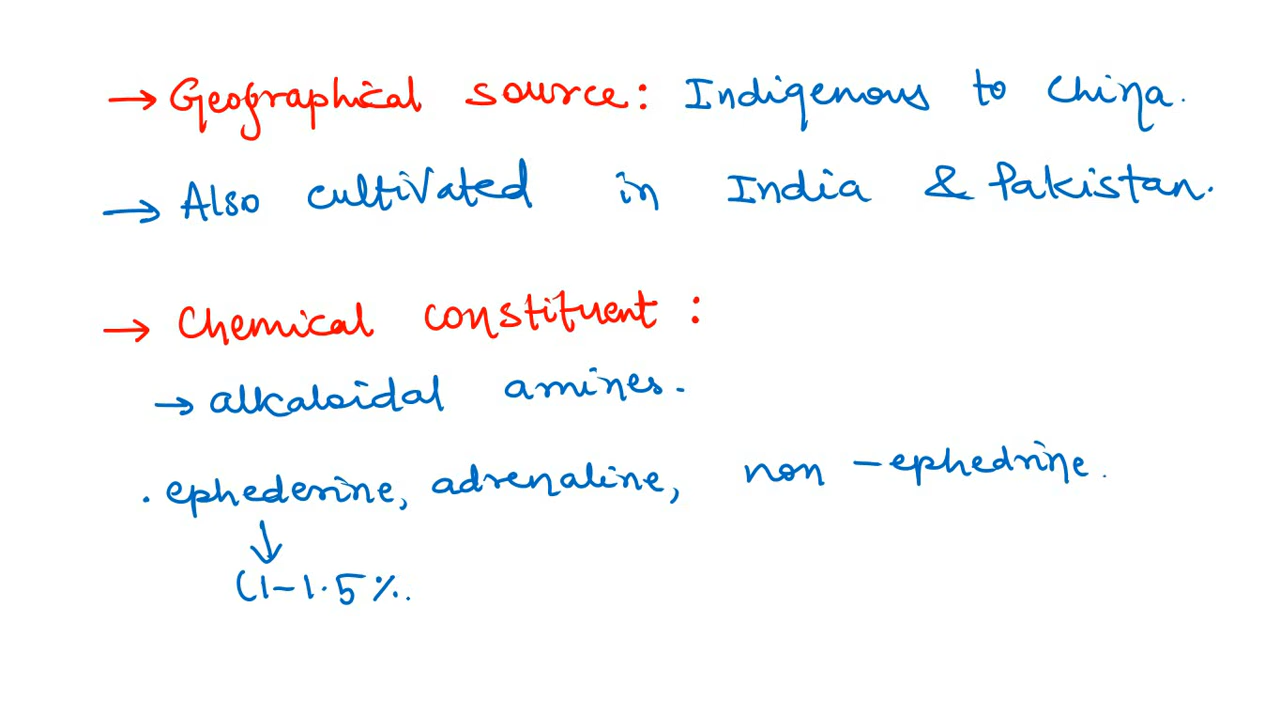 → Geographical source: Indigenous to China.
→ Also cultivated in India & Pakistan.
→ Chemical constituent :
→ alkaloidal amines.
. ephederine, adrenaline, non -ephedrine.
↓
(1-1.5%.